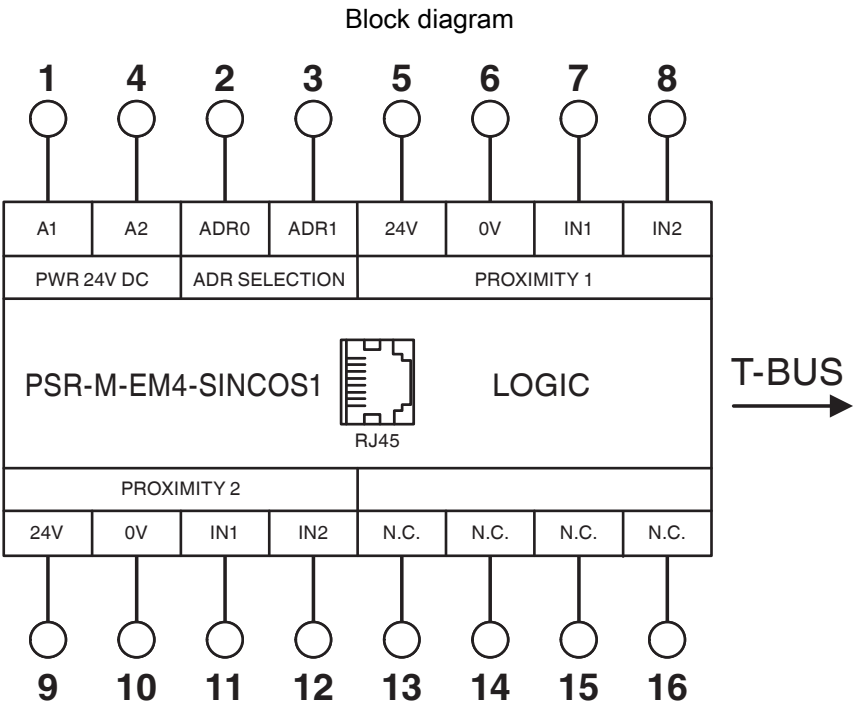 Block diagram
1 4 2 3 5 6 7 8
A1 A2 ADR0 ADR1 24V 0V IN1 IN2
PWR 24V DC ADR SELECTION PROXIMITY 1
PSR-M-EM4-SINCOS1 LOGIC T-BUS
RJ45
PROXIMITY 2
24V 0V IN1 IN2 N.C. N.C. N.C. N.C.
9 10 11 12 13 14 15 16